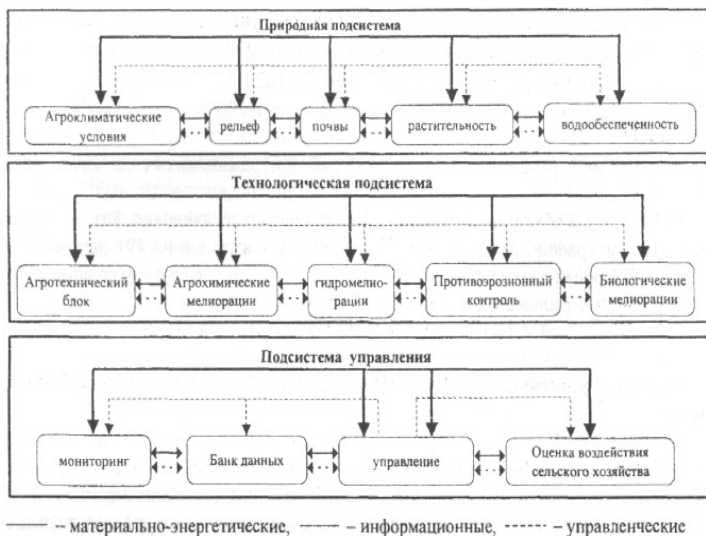 Природная подсистема
Агроклиматические
условия
рельеф
почвы
растительность
водообеспеченность
Технологическая подсистема
Агротехнический
блок
Агрохимические
мелиорации
гидромелио-
рации
Противоэрозионный
контроль
Биологические
мелиорации
Подсистема управления
мониторинг
Банк данных
управление
Оценка воздействия
сельского хозяйства
– материально-энергетические, – информационные, – управленческие